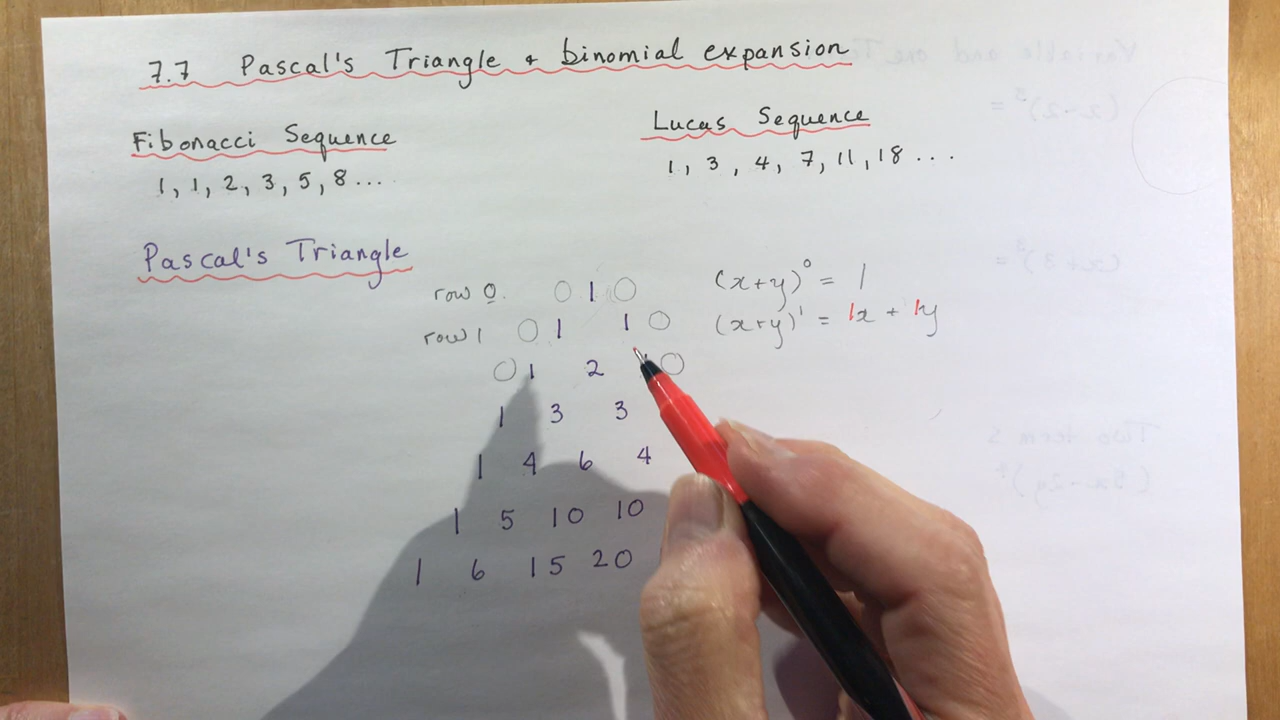 7.7 Pascal's Triangle + binomial expansion
Fibonacci Sequence
1, 1, 2, 3, 5, 8...
Lucas Sequence
1, 3, 4, 7, 11, 18 ...
Pascal's Triangle
row 0. 0 1 0 (x+y)⁰ = 1
row 1 0 1 1 0 (x+y)¹ = 1x + 1y
0 1 2 0
1 3 3
1 4 6 4
1 5 10 10
1 6 15 20